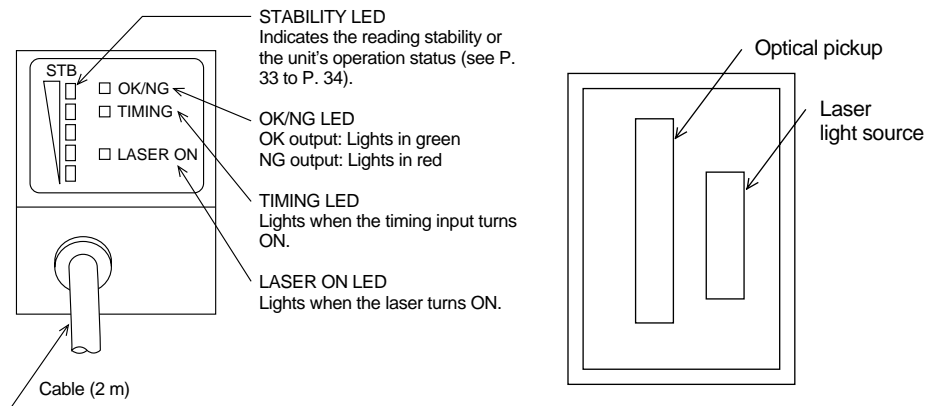 STABILITY LED
Indicates the reading stability or
the unit's operation status (see P.
33 to P. 34).
STB
OK/NG
TIMING
LASER ON
OK/NG LED
OK output: Lights in green
NG output: Lights in red
TIMING LED
Lights when the timing input turns
ON.
LASER ON LED
Lights when the laser turns ON.
Cable (2 m)
Optical pickup
Laser
light source